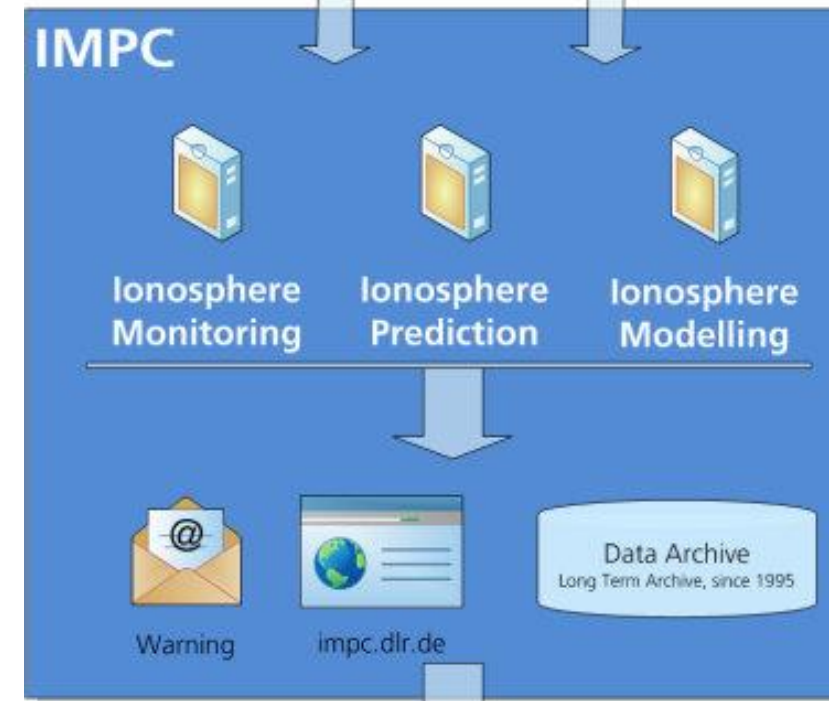 IMPC
Ionosphere
Monitoring
Ionosphere
Prediction
Ionosphere
Modelling
@
Warning
impc.dlr.de
Data Archive
Long Term Archive, since 1995